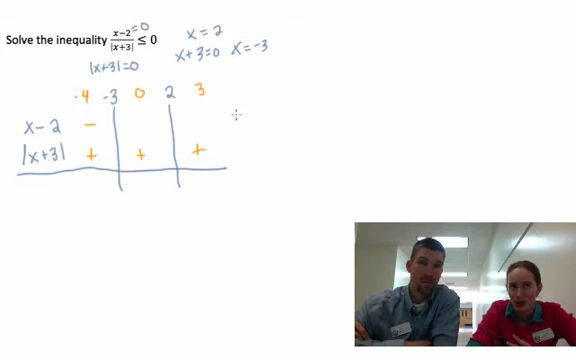 Solve the inequality (x−2)/|x+3| ≤ 0
=0
x = 2
|x+3|=0
x+3=0 x=-3
-4 -3 0 2 3
x-2 -
|x+3| + + +